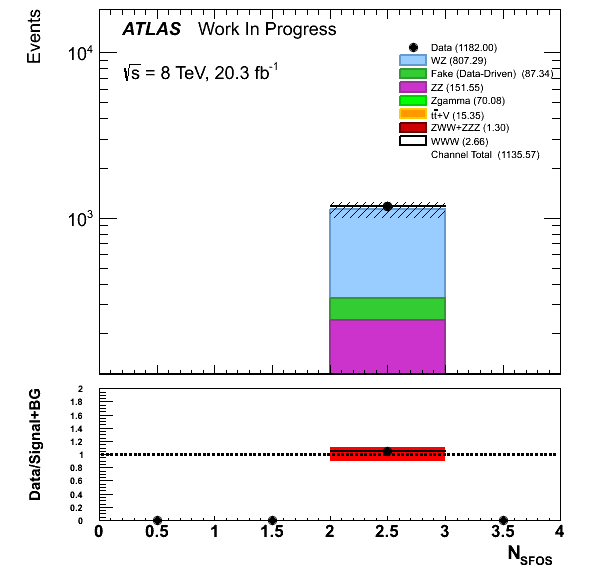 Events
ATLAS Work In Progress
√s = 8 TeV, 20.3 fb⁻¹
10⁴
10³
Data (1182.00)
WZ (807.29)
Fake (Data-Driven) (87.34)
ZZ (151.55)
Zgamma (70.08)
tt̄+V (15.35)
ZWW+ZZZ (1.30)
WWW (2.66)
Channel Total (1135.57)
Data/Signal+BG
2
1.8
1.6
1.4
1.2
1
0.8
0.6
0.4
0.2
0
0 0.5 1 1.5 2 2.5 3 3.5 4
N_SFOS